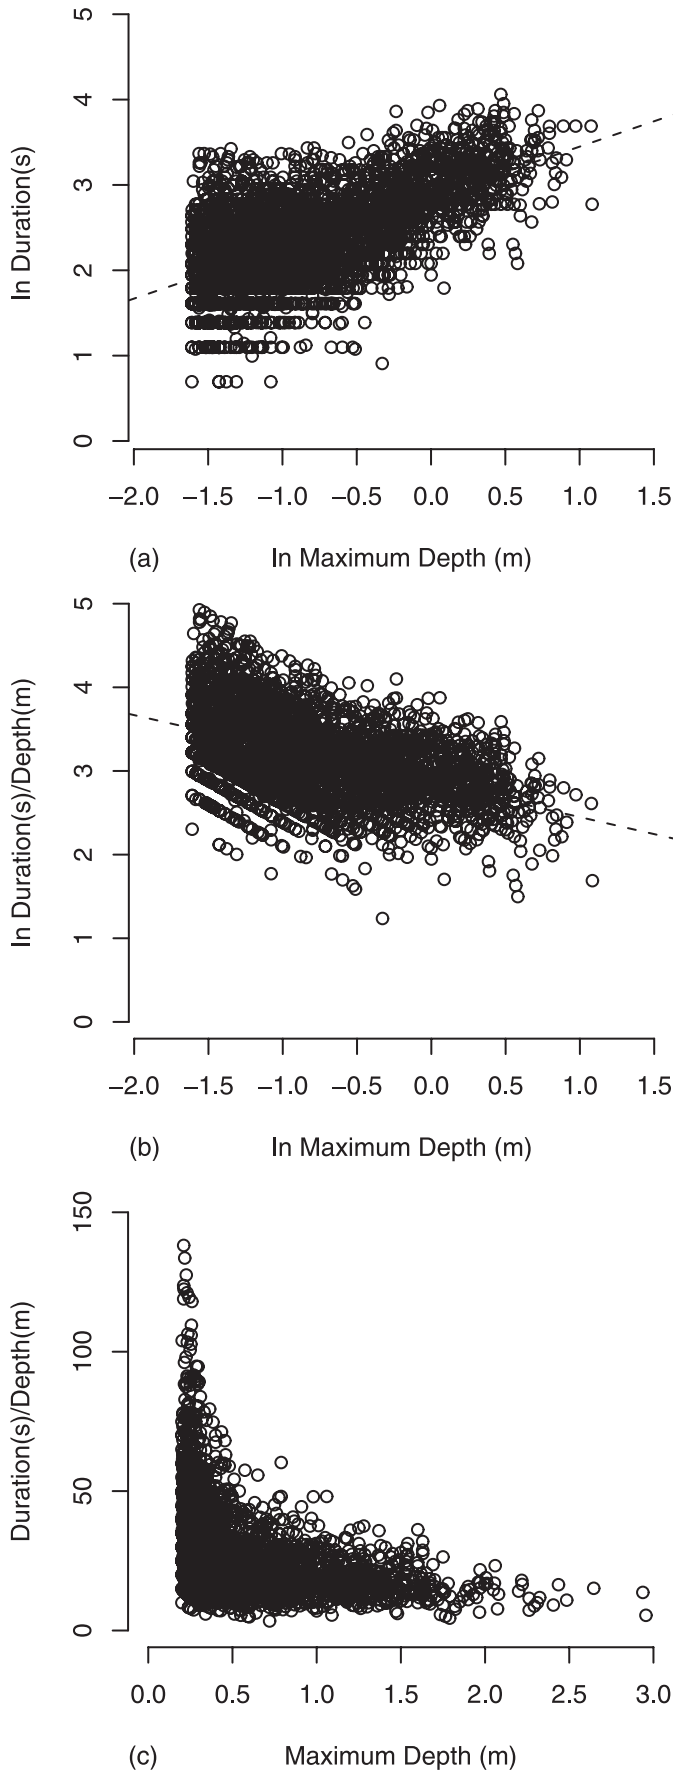 5
4
3
2
1
0
ln Duration(s)
−2.0 −1.5 −1.0 −0.5 0.0 0.5 1.0 1.5
(a) ln Maximum Depth (m)
5
4
3
2
1
0
ln Duration(s)/Depth(m)
−2.0 −1.5 −1.0 −0.5 0.0 0.5 1.0 1.5
(b) ln Maximum Depth (m)
150
100
50
0
Duration(s)/Depth(m)
0.0 0.5 1.0 1.5 2.0 2.5 3.0
(c) Maximum Depth (m)